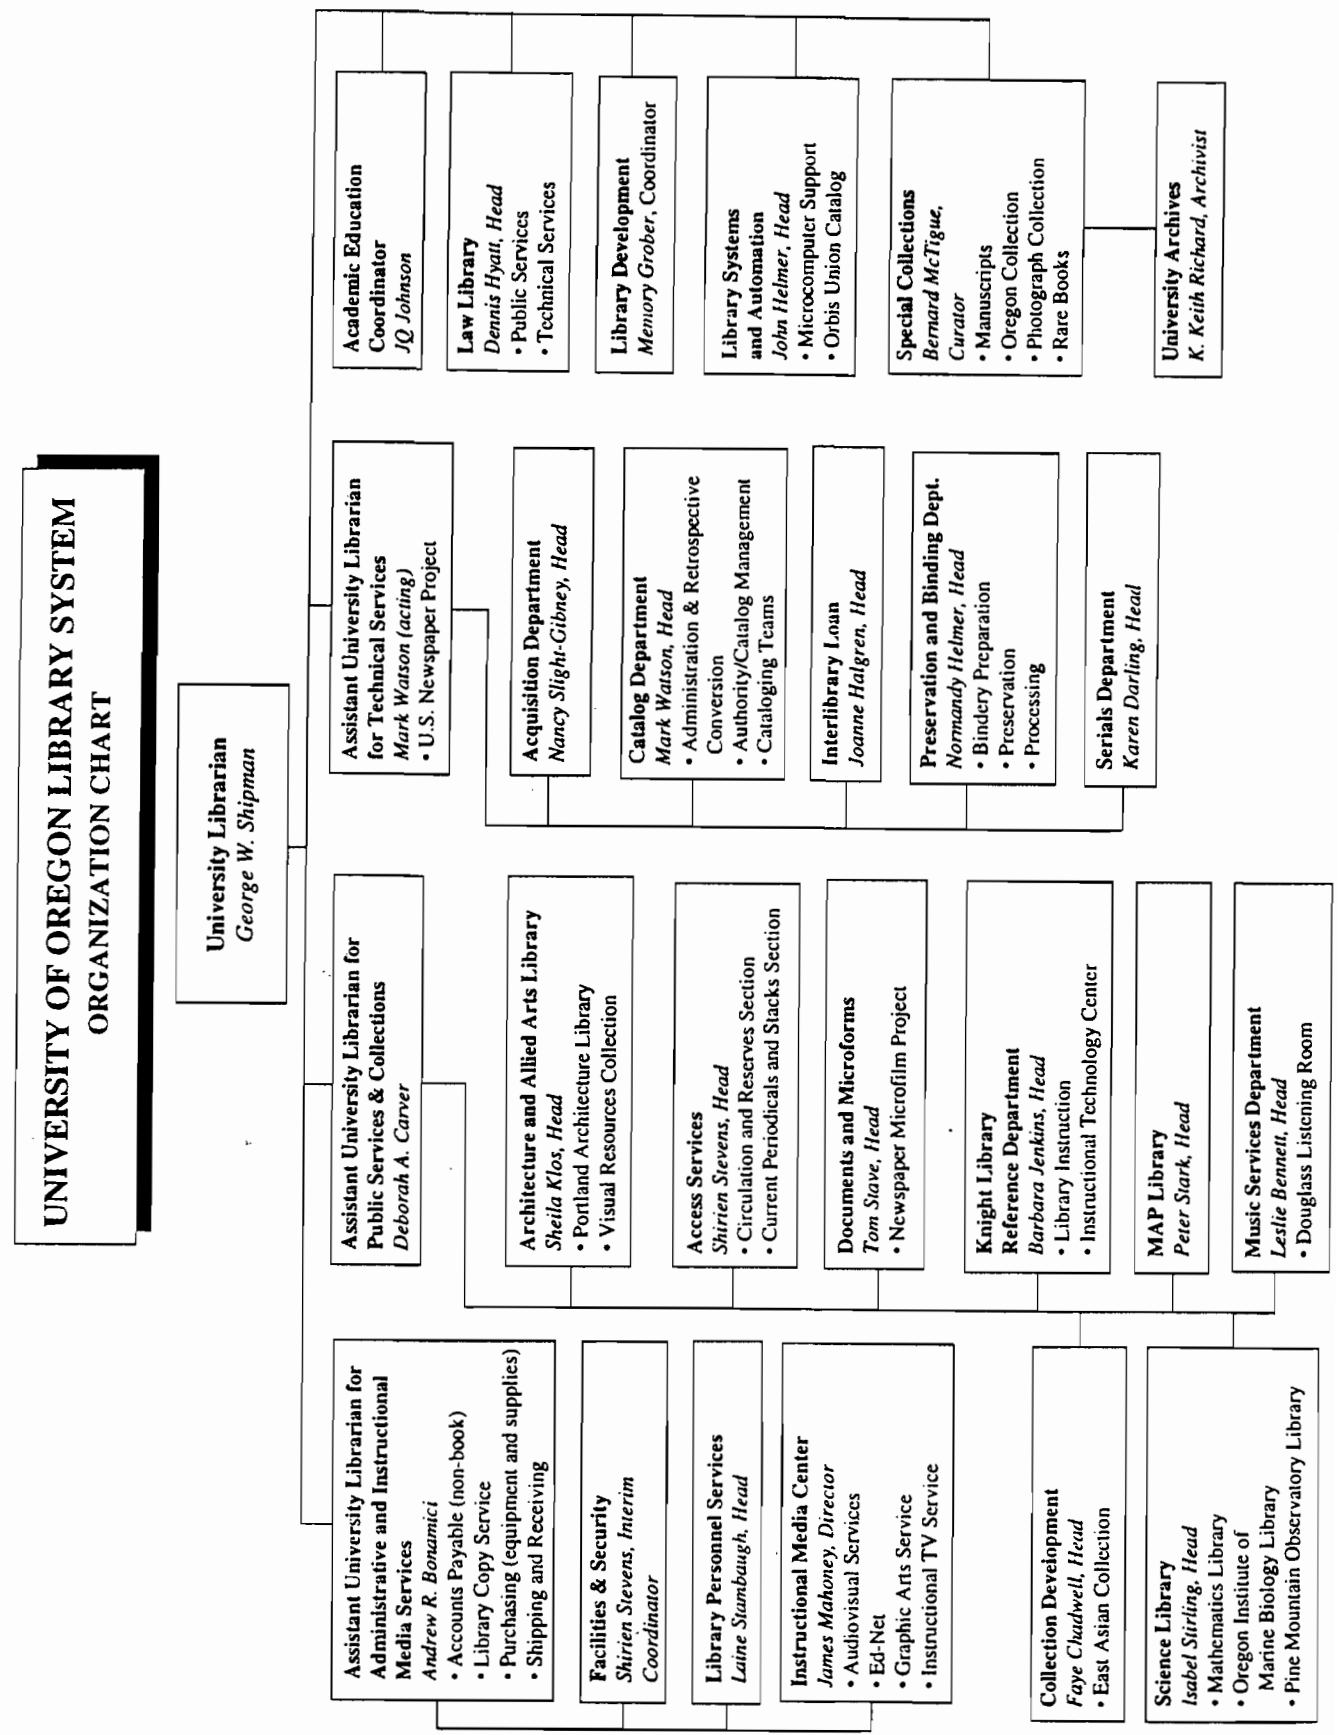 UNIVERSITY OF OREGON LIBRARY SYSTEM
ORGANIZATION CHART
University Librarian
George W. Shipman
Assistant University Librarian for
Administrative and Instructional
Media Services
Andrew R. Bonamici
• Accounts Payable (non-book)
• Library Copy Service
• Purchasing (equipment and supplies)
• Shipping and Receiving
Facilities & Security
Shirien Stevens, Interim
Coordinator
Library Personnel Services
Laine Stambaugh, Head
Instructional Media Center
James Mahoney, Director
• Audiovisual Services
• Ed-Net
• Graphic Arts Service
• Instructional TV Service
Assistant University Librarian for
Public Services & Collections
Deborah A. Carver
Architecture and Allied Arts Library
Sheila Klos, Head
• Portland Architecture Library
• Visual Resources Collection
Access Services
Shirien Stevens, Head
• Circulation and Reserves Section
• Current Periodicals and Stacks Section
Documents and Microforms
Tom Stave, Head
• Newspaper Microfilm Project
Knight Library
Reference Department
Barbara Jenkins, Head
• Library Instruction
• Instructional Technology Center
MAP Library
Peter Stark, Head
Music Services Department
Leslie Bennett, Head
• Douglass Listening Room
Collection Development
Faye Chadwell, Head
• East Asian Collection
Science Library
Isabel Stirling, Head
• Mathematics Library
• Oregon Institute of
Marine Biology Library
• Pine Mountain Observatory Library
Assistant University Librarian
for Technical Services
Mark Watson (acting)
• U.S. Newspaper Project
Acquisition Department
Nancy Slight-Gibney, Head
Catalog Department
Mark Watson, Head
• Administration & Retrospective
Conversion
• Authority/Catalog Management
• Cataloging Teams
Interlibrary Loan
Joanne Halgren, Head
Preservation and Binding Dept.
Normandy Helmer, Head
• Bindery Preparation
• Preservation
• Processing
Serials Department
Karen Darling, Head
Academic Education
Coordinator
JQ Johnson
Law Library
Dennis Hyatt, Head
• Public Services
• Technical Services
Library Development
Memory Grober, Coordinator
Library Systems
and Automation
John Helmer, Head
• Microcomputer Support
• Orbis Union Catalog
Special Collections
Bernard McTigue,
Curator
• Manuscripts
• Oregon Collection
• Photograph Collection
• Rare Books
University Archives
K. Keith Richard, Archivist